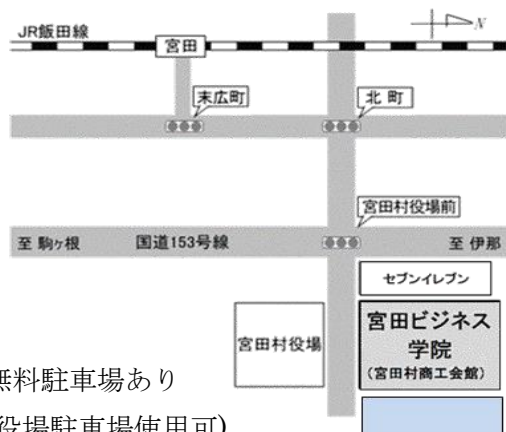 JR飯田線
N
宮田
末広町
北町
宮田村役場前
至 駒ヶ根
国道153号線
至 伊那
セブンイレブン
宮田村役場
宮田ビジネス
学院
(宮田村商工会館)
無料駐車場あり
役場駐車場使用可)